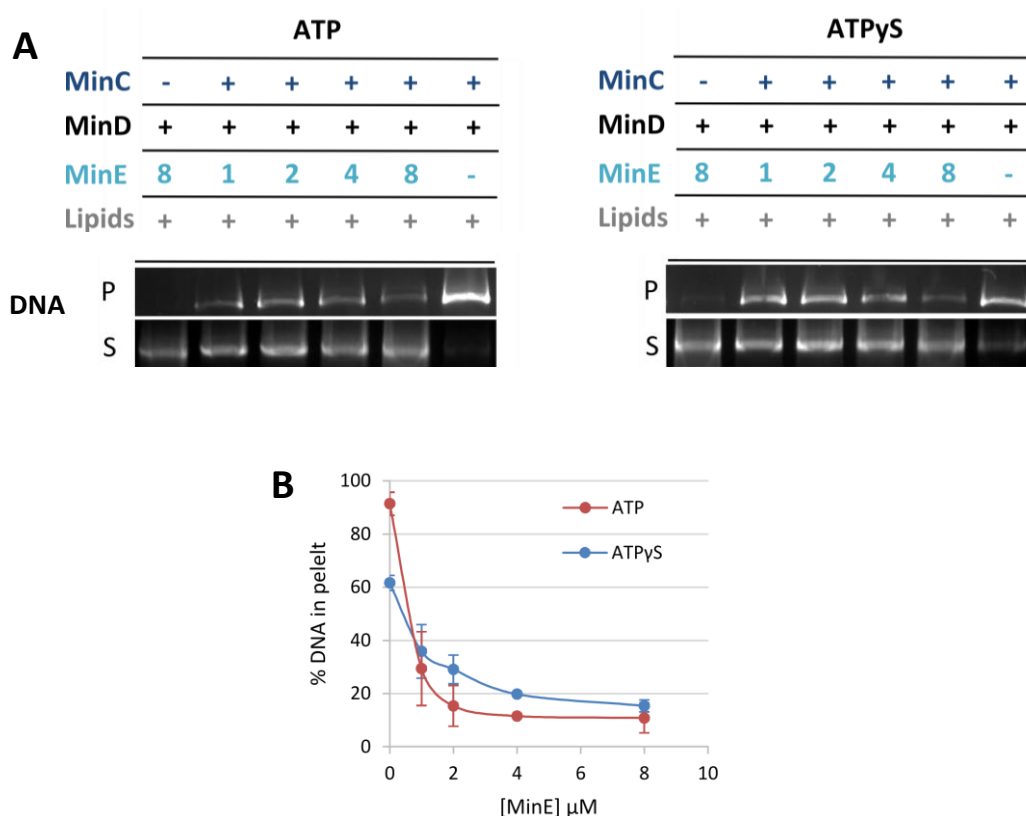 A
ATP
MinC - + + + + +
MinD + + + + + +
MinE 8 1 2 4 8 -
Lipids + + + + + +
DNA
P
S
ATPγS
MinC - + + + + +
MinD + + + + + +
MinE 8 1 2 4 8 -
Lipids + + + + + +
P
S
B
100
80
60
40
20
0
% DNA in pelelt
ATP
ATPγS
0 2 4 6 8 10
[MinE] µM